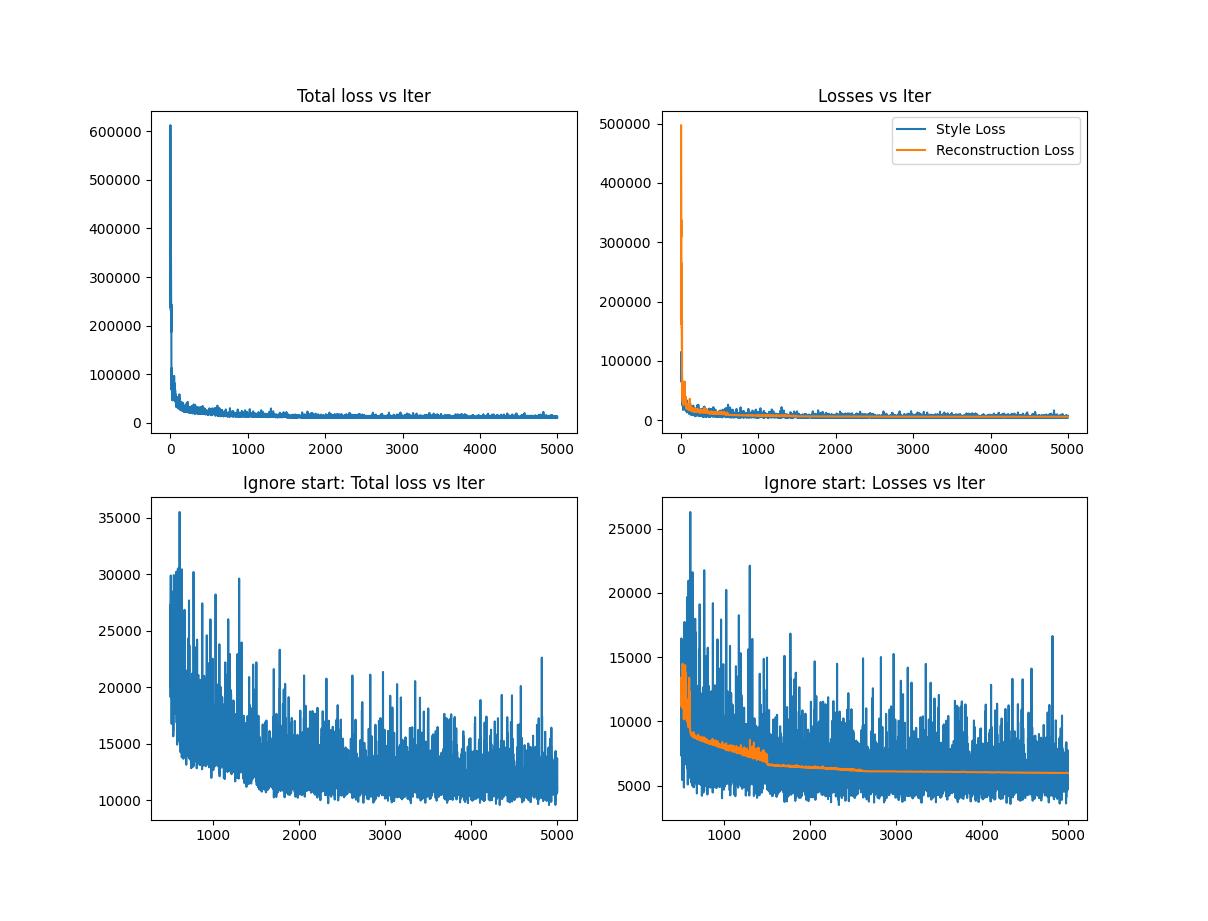 Total loss vs Iter
600000
500000
400000
300000
200000
100000
0
0 1000 2000 3000 4000 5000
Losses vs Iter
Style Loss
Reconstruction Loss
500000
400000
300000
200000
100000
0
0 1000 2000 3000 4000 5000
Ignore start: Total loss vs Iter
35000
30000
25000
20000
15000
10000
1000 2000 3000 4000 5000
Ignore start: Losses vs Iter
25000
20000
15000
10000
5000
1000 2000 3000 4000 5000